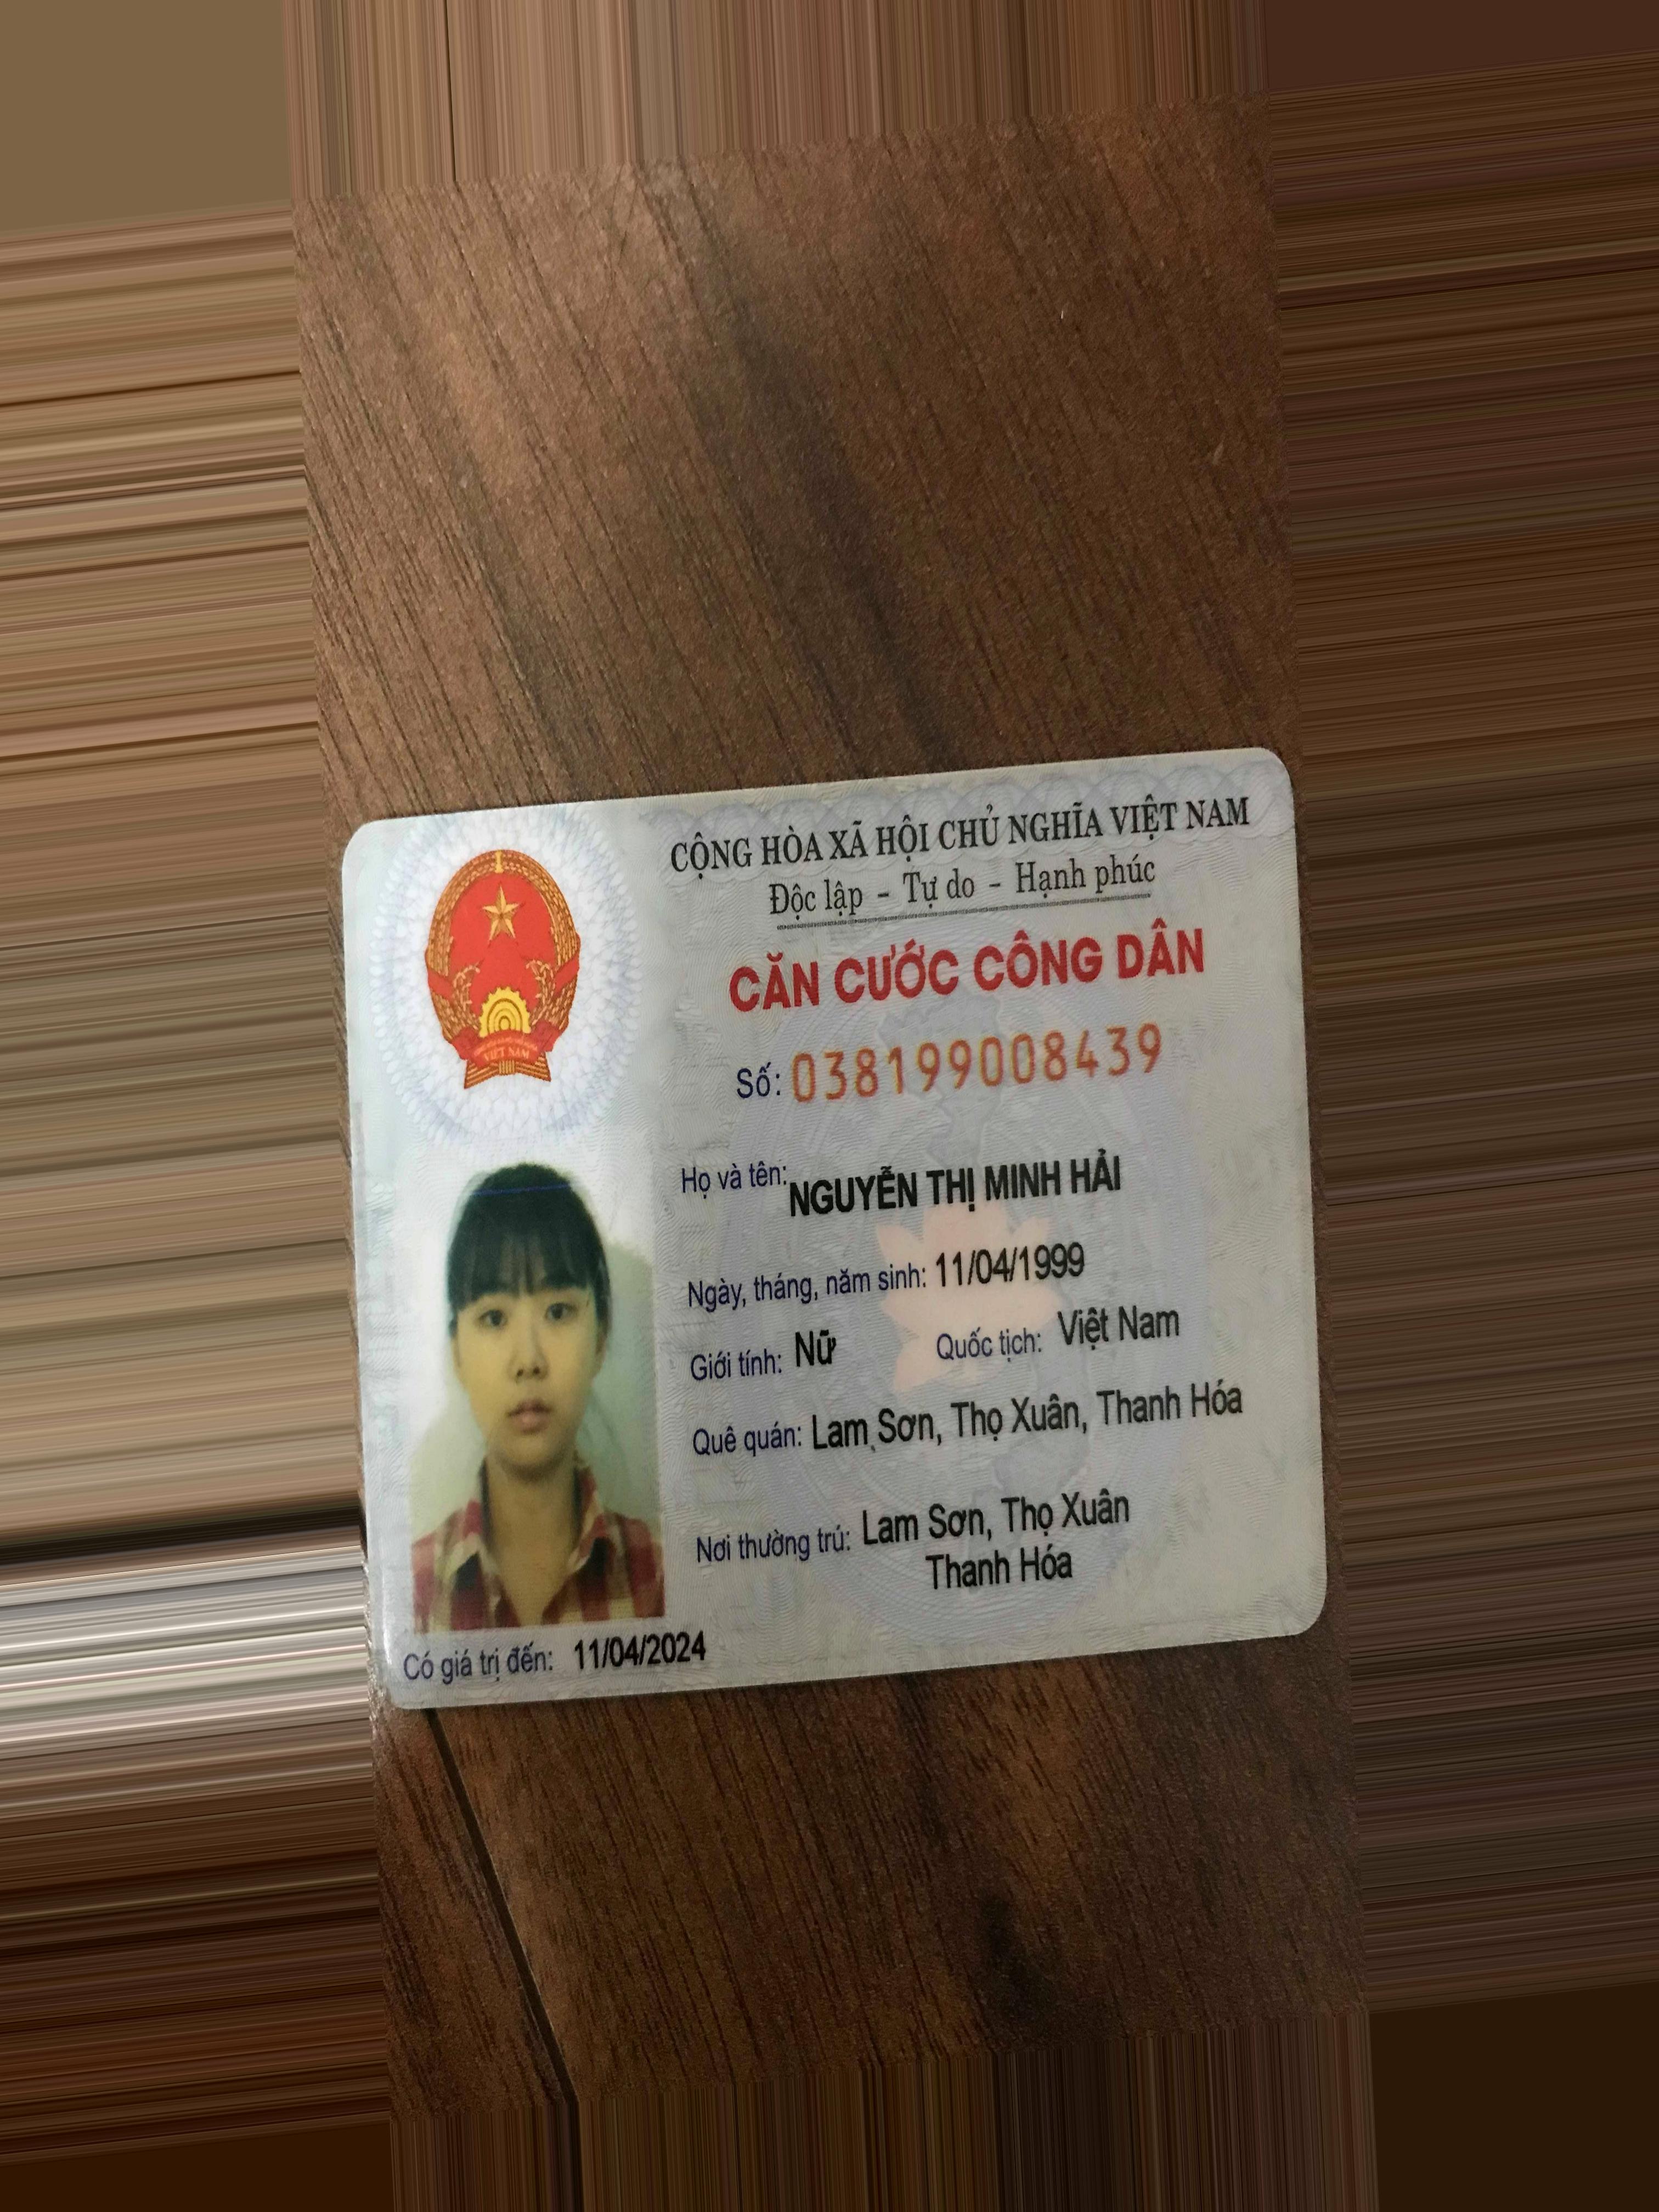 CỘNG HÒA XÃ HỘI CHỦ NGHĨA VIỆT NAM
Độc lập - Tự do - Hạnh phúc
CĂN CƯỚC CÔNG DÂN
Số: 038199008439
Họ và tên: NGUYỄN THỊ MINH HẢI
Ngày, tháng, năm sinh: 11/04/1999
Giới tính: Nữ Quốc tịch: Việt Nam
Quê quán: Lam Sơn, Thọ Xuân, Thanh Hóa
Nơi thường trú: Lam Sơn, Thọ Xuân
Thanh Hóa
Có giá trị đến: 11/04/2024
VIỆT NAM